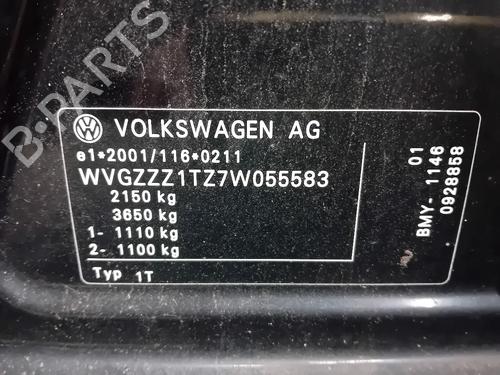 VOLKSWAGEN AG
e1*2001/116*0211
WVGZZZ1TZ7W055583
2150 kg
3650 kg
1- 1110 kg
2- 1100 kg
Typ 1T
01
BMY- 1146
0928858
B-PARTS